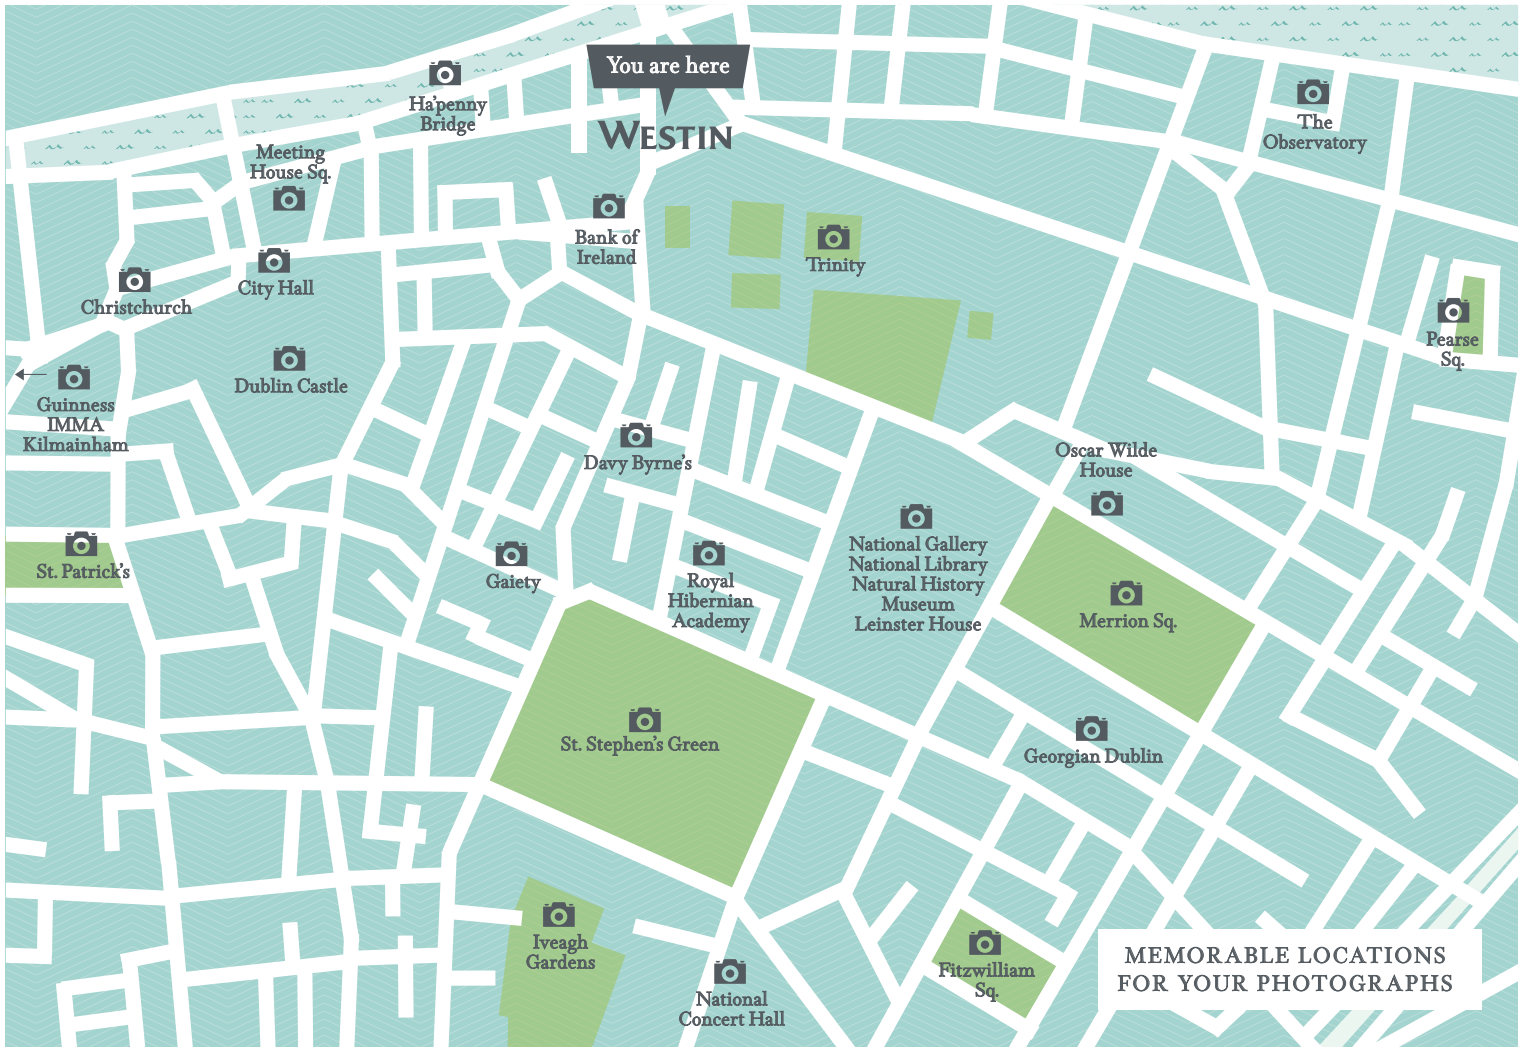 You are here
WESTIN
Ha'penny
Bridge
The
Observatory
Meeting
House Sq.
Bank of
Ireland
Trinity
City Hall
Christchurch
Pearse
Sq.
Dublin Castle
Guinness
IMMA
Kilmainham
Davy Byrne's
Oscar Wilde
House
St. Patrick's
Gaiety
Royal
Hibernian
Academy
National Gallery
National Library
Natural History
Museum
Leinster House
Merrion Sq.
St. Stephen's Green
Georgian Dublin
Iveagh
Gardens
National
Concert Hall
Fitzwilliam
Sq.
MEMORABLE LOCATIONS
FOR YOUR PHOTOGRAPHS